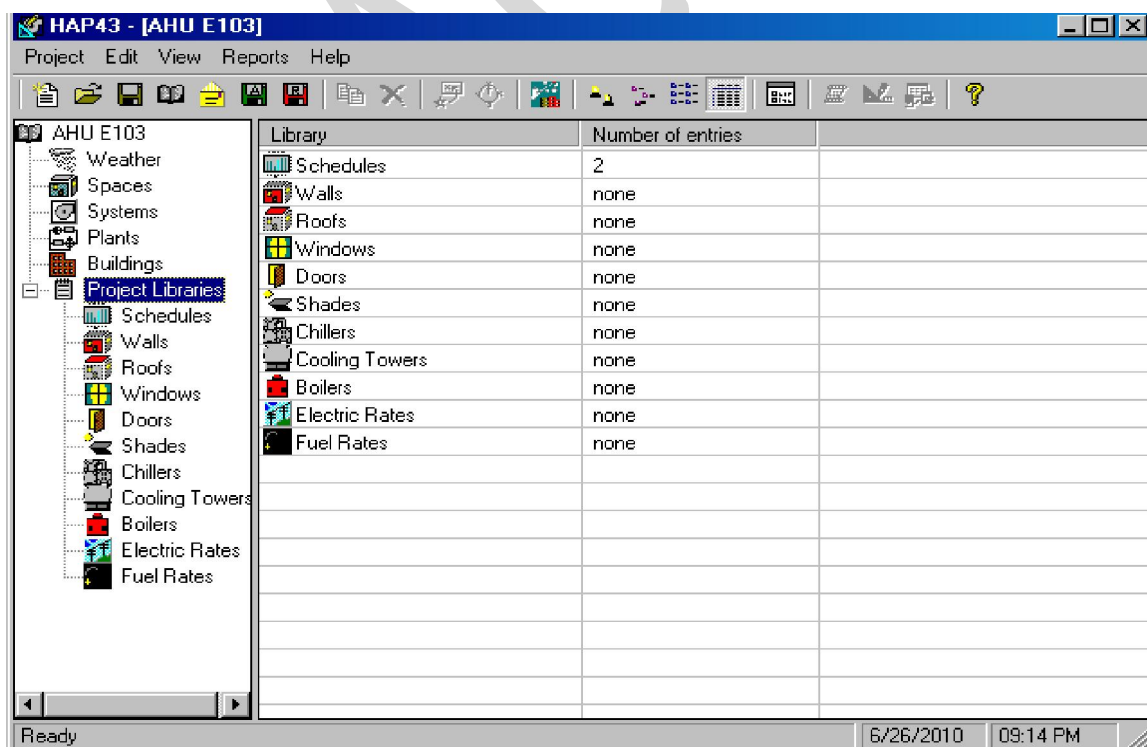 HAP43 - [AHU E103]
Project Edit View Reports Help
AHU E103
Weather
Spaces
Systems
Plants
Buildings
Project Libraries
Schedules
Walls
Roofs
Windows
Doors
Shades
Chillers
Cooling Towers
Boilers
Electric Rates
Fuel Rates
Library Number of entries
Schedules 2
Walls none
Roofs none
Windows none
Doors none
Shades none
Chillers none
Cooling Towers none
Boilers none
Electric Rates none
Fuel Rates none
Ready 6/26/2010 09:14 PM